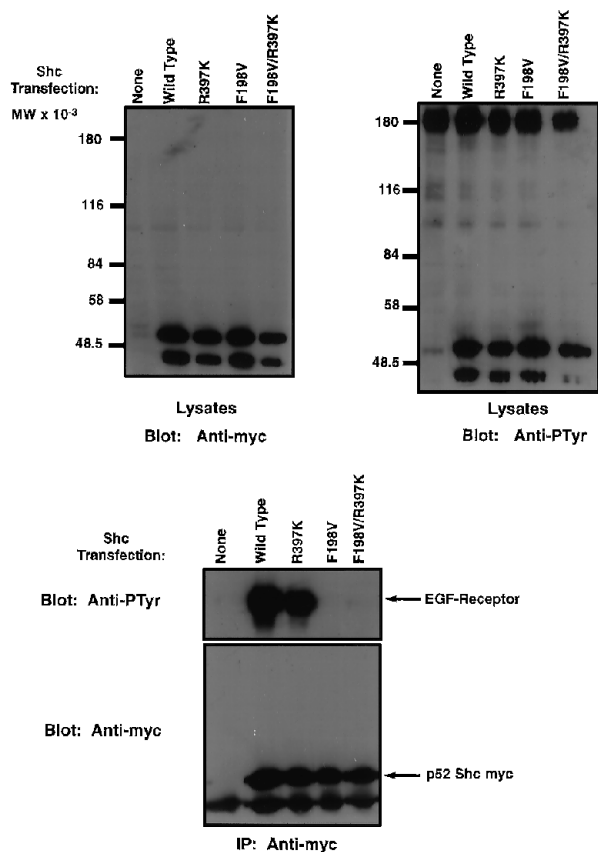 Shc
Transfection:
MW x 10-3
None
Wild Type
R397K
F198V
F198V/R397K
180
116
84
58
48.5
Lysates
Blot: Anti-myc
None
Wild Type
R397K
F198V
F198V/R397K
180
116
84
58
48.5
Lysates
Blot: Anti-PTyr
Shc
Transfection:
None
Wild Type
R397K
F198V
F198V/R397K
Blot: Anti-PTyr
EGF-Receptor
Blot: Anti-myc
p52 Shc myc
IP: Anti-myc